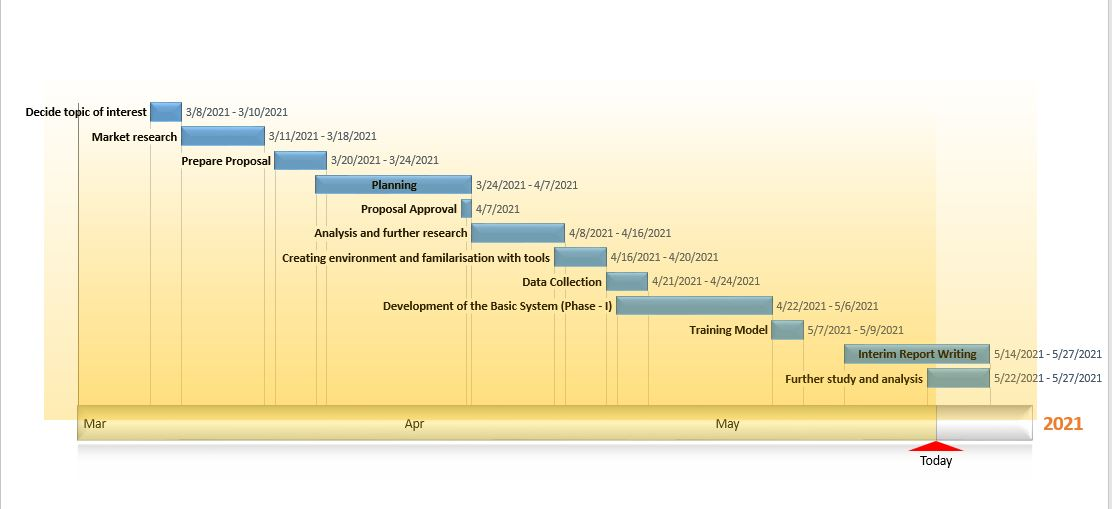 Decide topic of interest 3/8/2021 - 3/10/2021
Market research 3/11/2021 - 3/18/2021
Prepare Proposal 3/20/2021 - 3/24/2021
Planning 3/24/2021 - 4/7/2021
Proposal Approval 4/7/2021
Analysis and further research 4/8/2021 - 4/16/2021
Creating environment and familarisation with tools 4/16/2021 - 4/20/2021
Data Collection 4/21/2021 - 4/24/2021
Development of the Basic System (Phase - I) 4/22/2021 - 5/6/2021
Training Model 5/7/2021 - 5/9/2021
Interim Report Writing 5/14/2021 - 5/27/2021
Further study and analysis 5/22/2021 - 5/27/2021
Mar Apr May 2021
Today